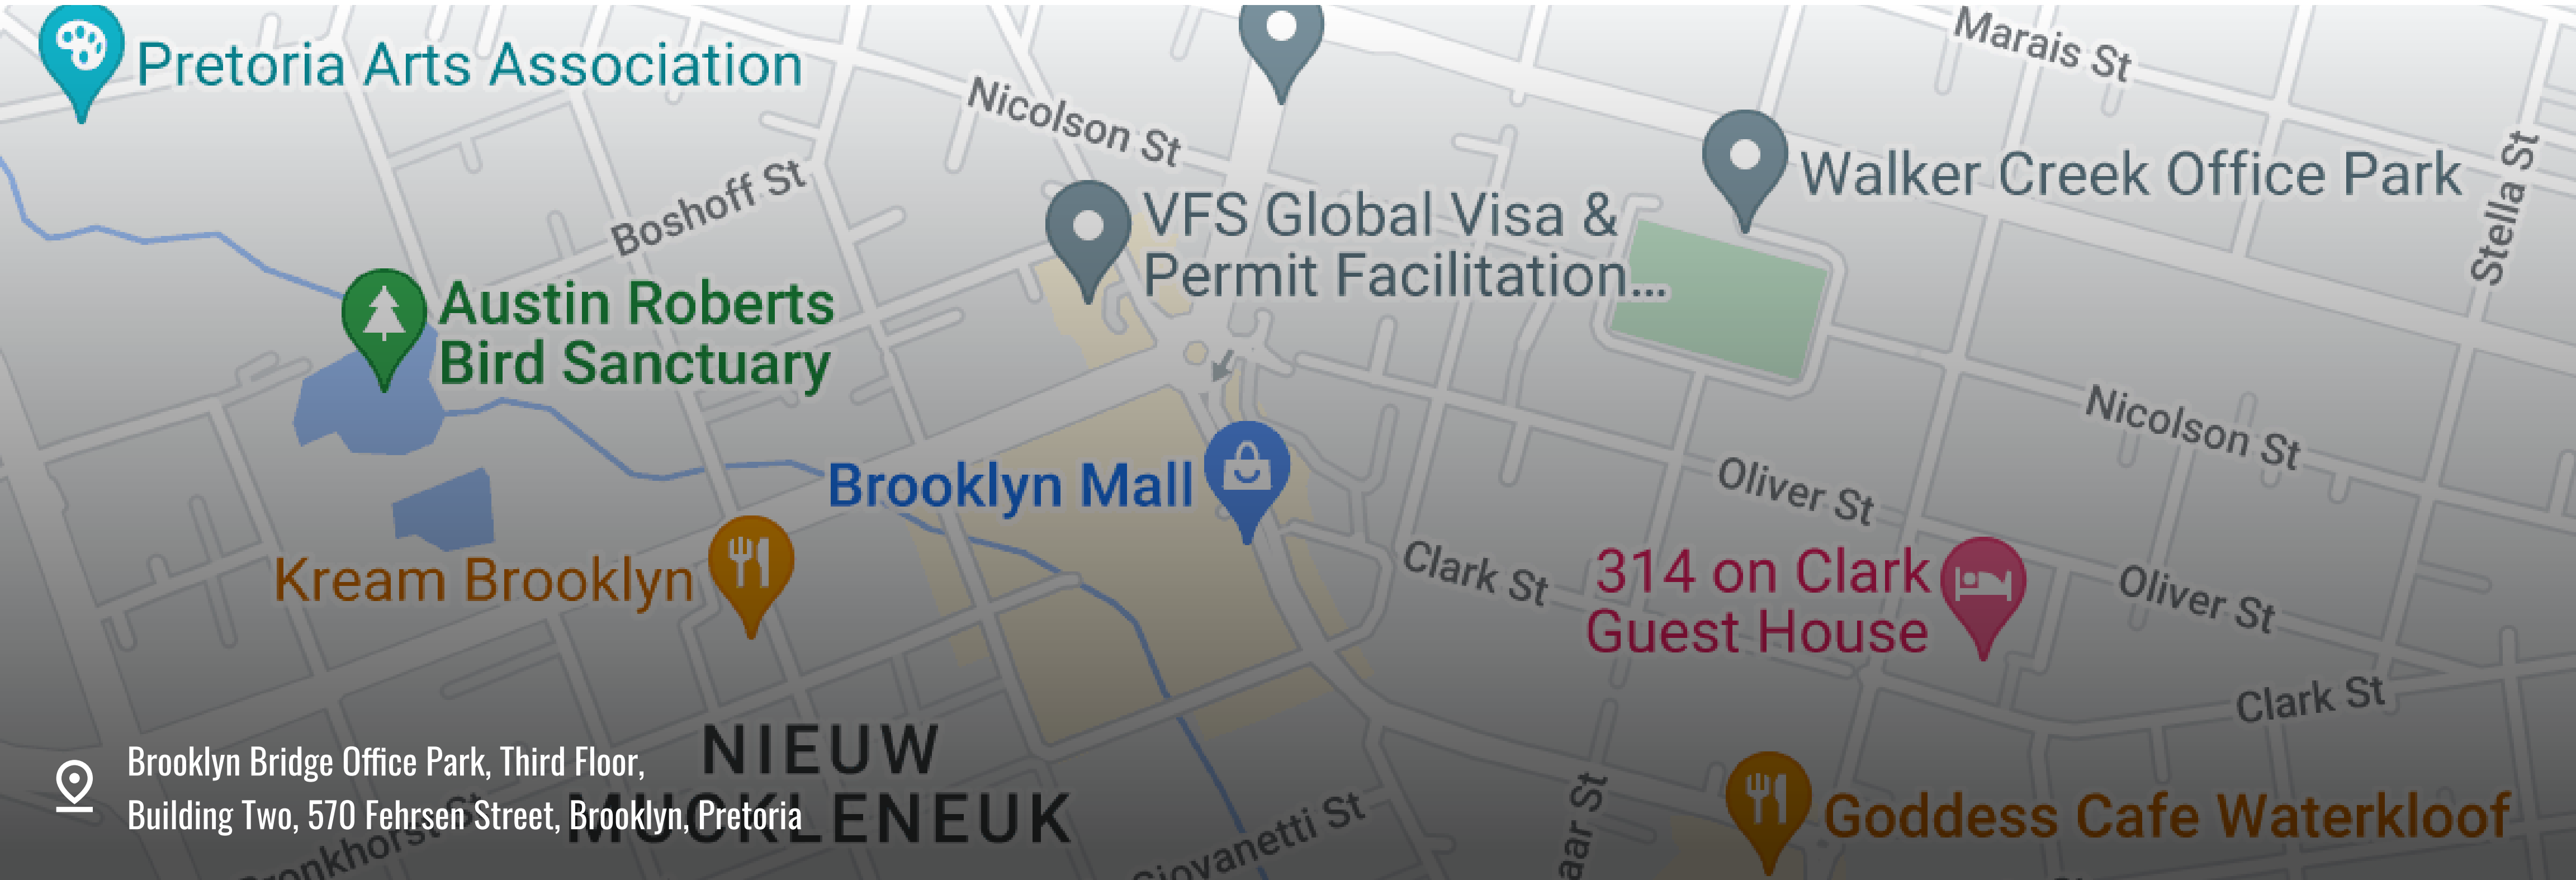 Marais St
Pretoria Arts Association
Nicolson St
Stella St
Walker Creek Office Park
Boshoff St
VFS Global Visa &
Permit Facilitation...
Austin Roberts
Bird Sanctuary
Nicolson St
Brooklyn Mall
Oliver St
Kream Brooklyn
Clark St
314 on Clark
Guest House
Oliver St
Clark St
NIEUW
MUCKLENEUK
Brooklyn Bridge Office Park, Third Floor,
Building Two, 570 Fehrsen Street, Brooklyn, Pretoria
Goddess Cafe Waterkloof
Giovanetti St